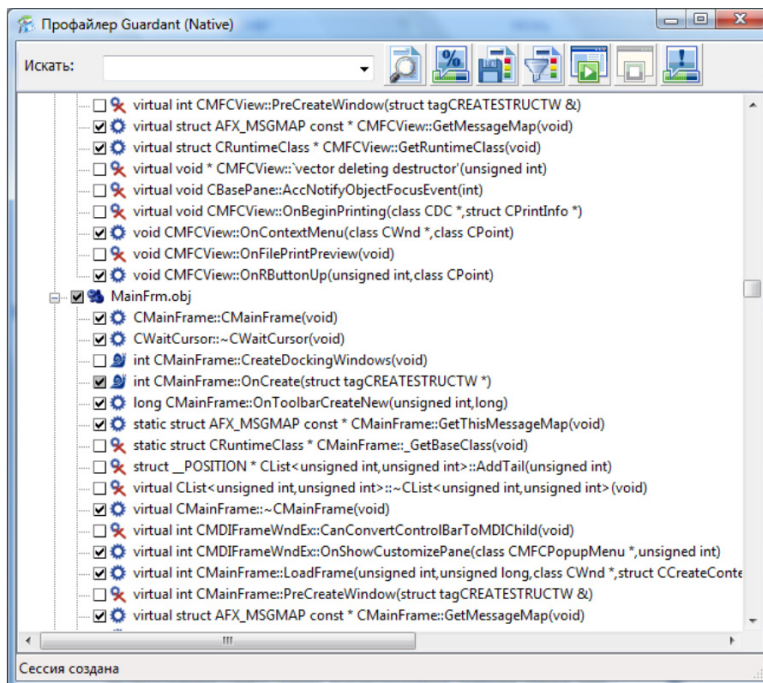 Профайлер Guardant (Native)
Искать:
virtual int CMFCView::PreCreateWindow(struct tagCREATESTRUCTW &)
virtual struct AFX_MSGMAP const * CMFCView::GetMessageMap(void)
virtual struct CRuntimeClass * CMFCView::GetRuntimeClass(void)
virtual void * CMFCView::`vector deleting destructor'(unsigned int)
virtual void CBasePane::AccNotifyObjectFocusEvent(int)
virtual void CMFCView::OnBeginPrinting(class CDC *,struct CPrintInfo *)
void CMFCView::OnContextMenu(class CWnd *,class CPoint)
void CMFCView::OnFilePrintPreview(void)
void CMFCView::OnRButtonUp(unsigned int,class CPoint)
MainFrm.obj
CMainFrame::CMainFrame(void)
CWaitCursor::~CWaitCursor(void)
int CMainFrame::CreateDockingWindows(void)
int CMainFrame::OnCreate(struct tagCREATESTRUCTW *)
long CMainFrame::OnToolbarCreateNew(unsigned int,long)
static struct AFX_MSGMAP const * CMainFrame::GetThisMessageMap(void)
static struct CRuntimeClass * CMainFrame::_GetBaseClass(void)
struct __POSITION * CList<unsigned int,unsigned int>::AddTail(unsigned int)
virtual CList<unsigned int,unsigned int>::~CList<unsigned int,unsigned int>(void)
virtual CMainFrame::~CMainFrame(void)
virtual int CMDIFrameWndEx::CanConvertControlBarToMDIChild(void)
virtual int CMDIFrameWndEx::OnShowCustomizePane(class CMFCPopupMenu *,unsigned int)
virtual int CMainFrame::LoadFrame(unsigned int,unsigned long,class CWnd *,struct CCreateConte
virtual int CMainFrame::PreCreateWindow(struct tagCREATESTRUCTW &)
virtual struct AFX_MSGMAP const * CMainFrame::GetMessageMap(void)
Сессия создана